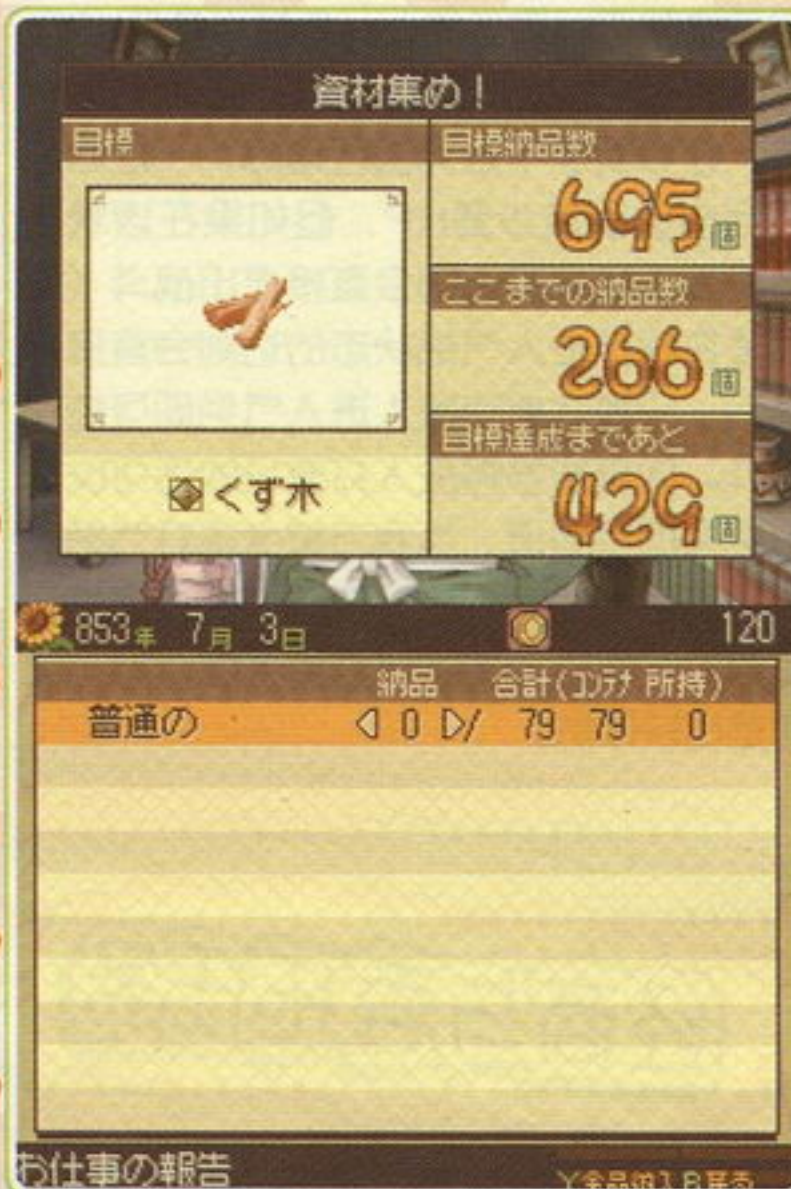 資材集め！
目標
くず木
目標納品数
695個
ここまでの納品数
266個
目標達成まであと
429個
853年 7月 3日 120
納品 合計(コンテナ 所持)
普通の ◁ 0 ▷/ 79 79 0
お仕事の報告